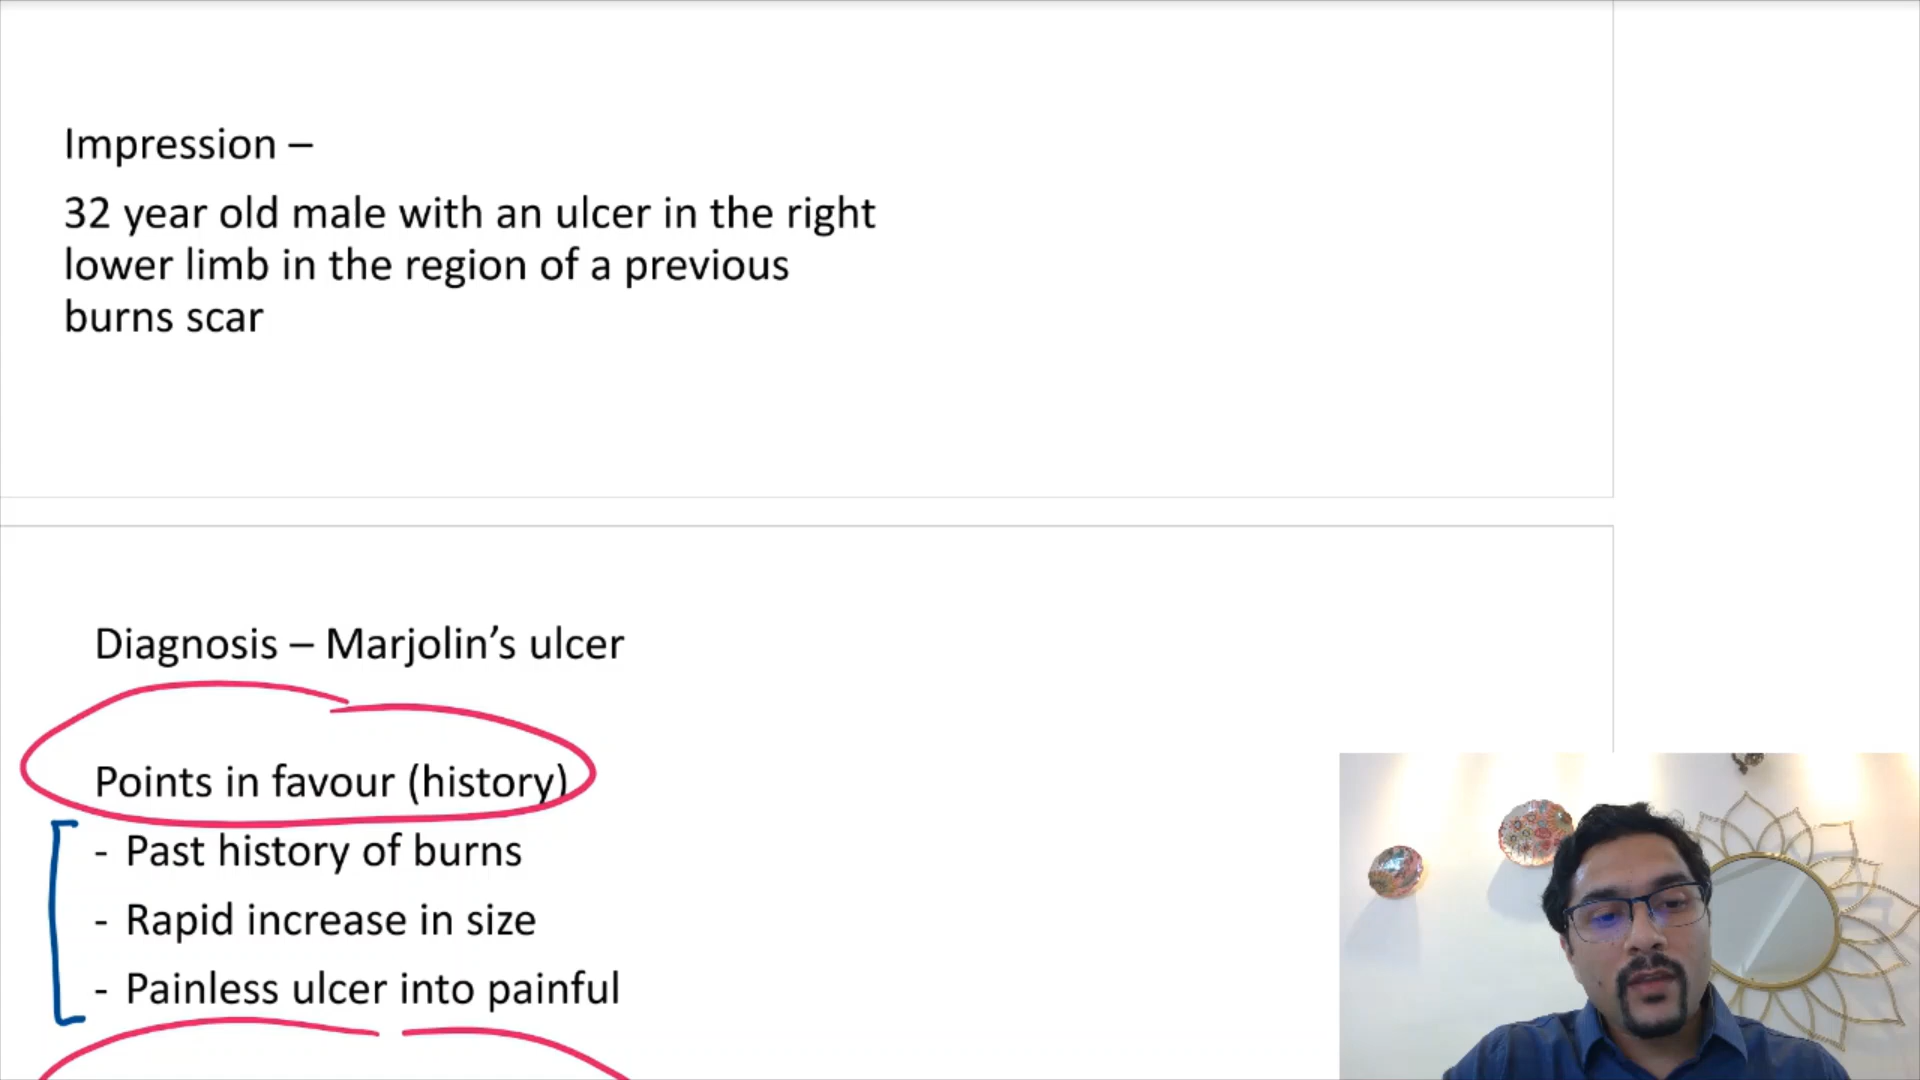 Impression –
32 year old male with an ulcer in the right
lower limb in the region of a previous
burns scar
Diagnosis – Marjolin’s ulcer
Points in favour (history)
- Past history of burns
- Rapid increase in size
- Painless ulcer into painful